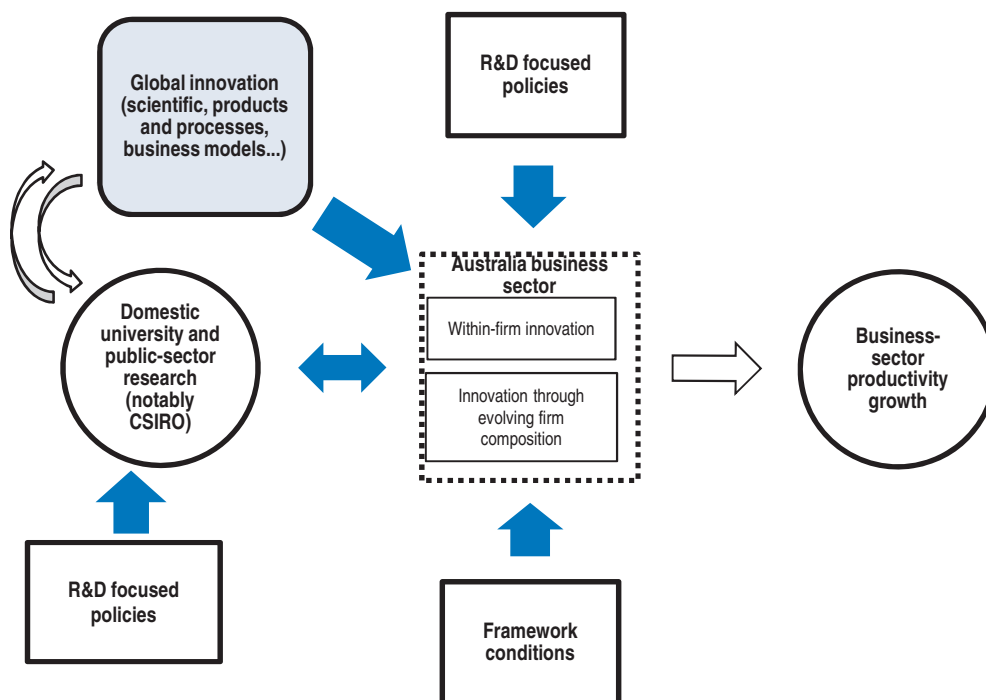 Global innovation
(scientific, products
and processes,
business models...)
R&D focused
policies
Australia business
sector
Within-firm innovation
Innovation through
evolving firm
composition
Domestic
university and
public-sector
research
(notably
CSIRO)
Business-
sector
productivity
growth
R&D focused
policies
Framework
conditions